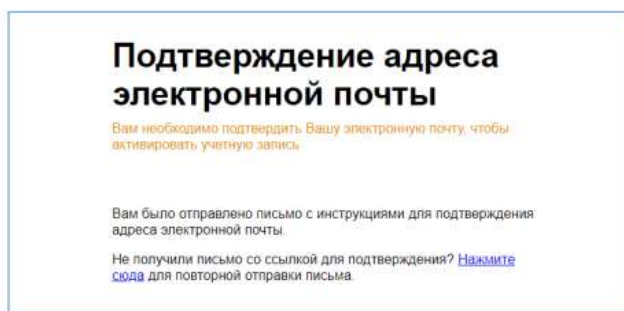 Подтверждение адреса
электронной почты
Вам необходимо подтвердить Вашу электронную почту, чтобы
активировать учетную запись
Вам было отправлено письмо с инструкциями для подтверждения
адреса электронной почты.
Не получили письмо со ссылкой для подтверждения? Нажмите
сюда для повторной отправки письма.